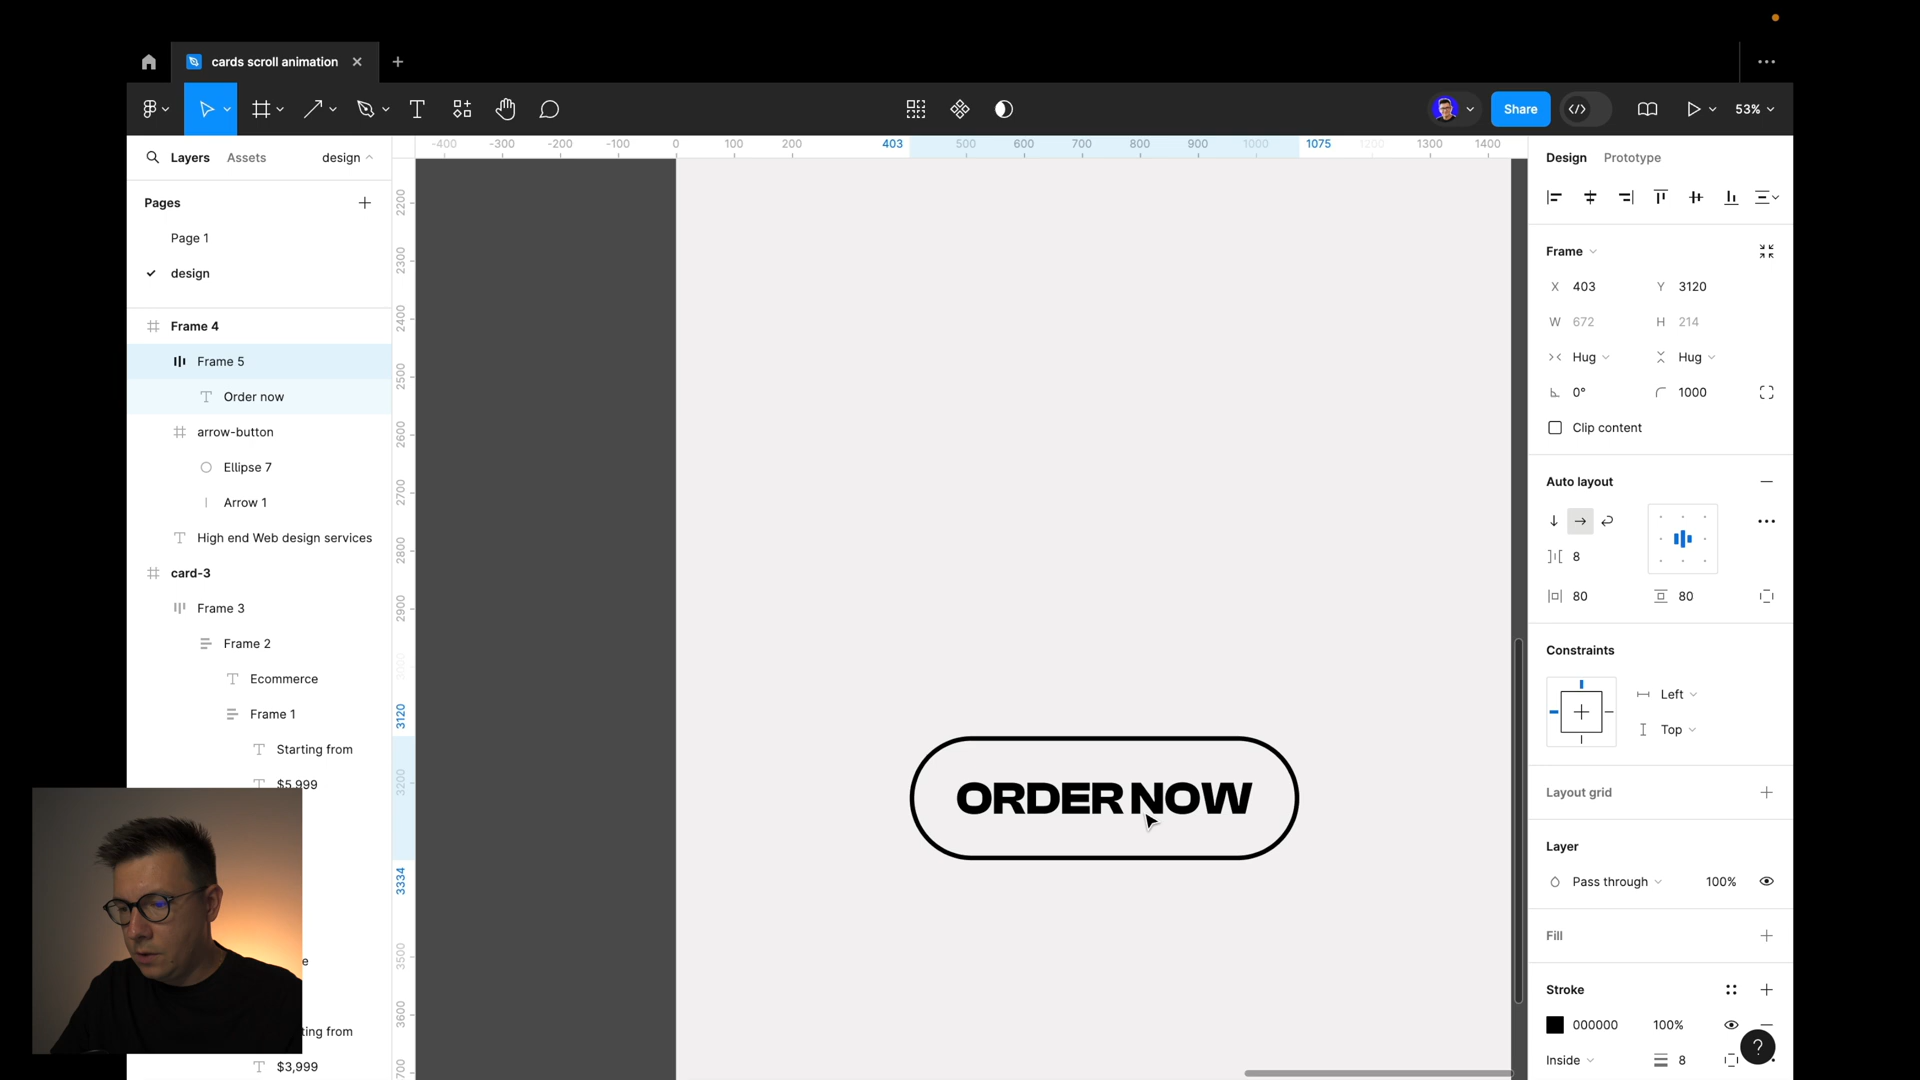 cards scroll animation
Share
53%
Layers
Assets
design
Pages
Page 1
design
Frame 4
Frame 5
Order now
arrow-button
Ellipse 7
Arrow 1
High end Web design services
card-3
Frame 3
Frame 2
Ecommerce
Frame 1
Starting from
$5,999
e
ting from
$3,999
-400
-300
-200
-100
0
100
200
403
500
600
700
800
900
1000
1075
1200
1300
1400
2200
2300
2400
2500
2600
2700
2800
2900
3120
3200
3334
3500
3600
ORDER NOW
Design
Prototype
Frame
X 403
Y 3120
W 672
H 214
Hug
Hug
0°
1000
Clip content
Auto layout
8
80
80
Constraints
Left
Top
Layout grid
Layer
Pass through
100%
Fill
Stroke
000000
100%
Inside
8
?